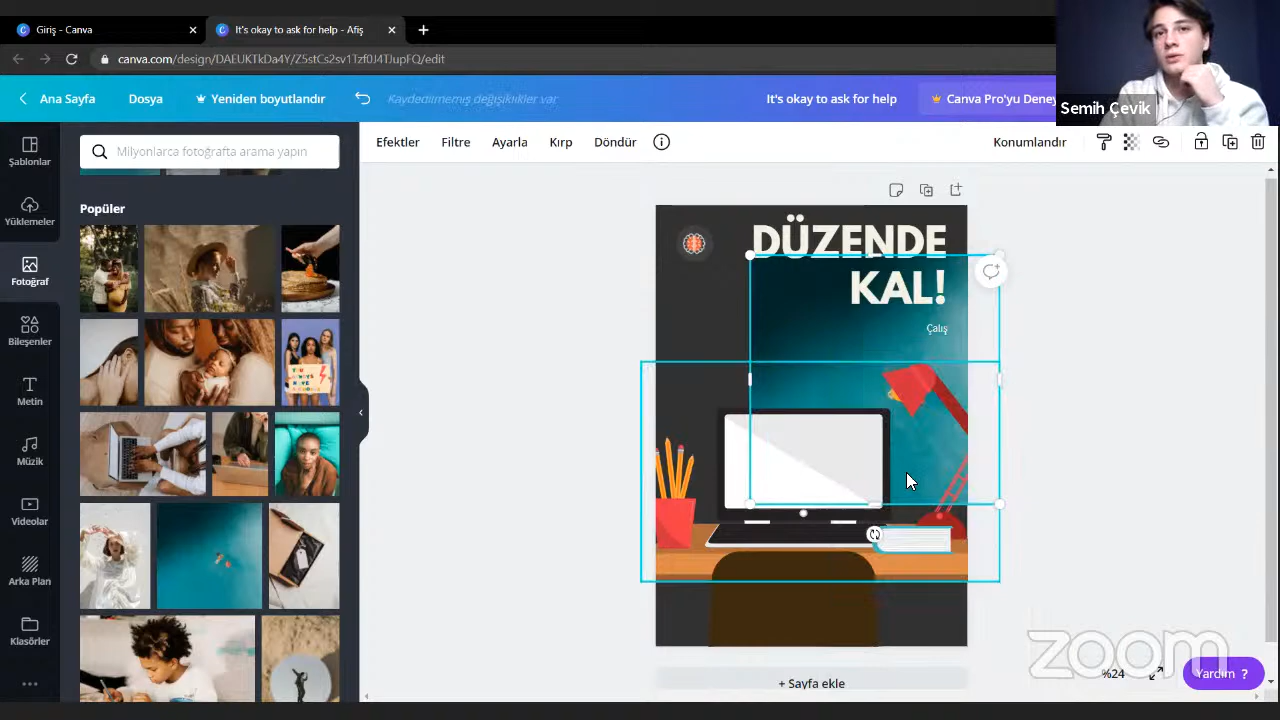 Giriş - Canva
It's okay to ask for help - Afiş
canva.com/design/DAEUKTkDa4Y/Z5stCs2sv1Tzf0J4TJupFQ/edit
Ana Sayfa
Dosya
Yeniden boyutlandır
Kaydedilmemiş değişiklikler var
It's okay to ask for help
Canva Pro'yu Deney
Semih Çevik
Şablonlar
Milyonlarca fotoğrafta arama yapın
Efektler
Filtre
Ayarla
Kırp
Döndür
Konumlandır
Yüklemeler
Popüler
Fotoğraf
Bileşenler
Metin
Müzik
Videolar
Arka Plan
Klasörler
DÜZENDE
KAL!
Çalış
+ Sayfa ekle
zoom
%24
Yardım ?